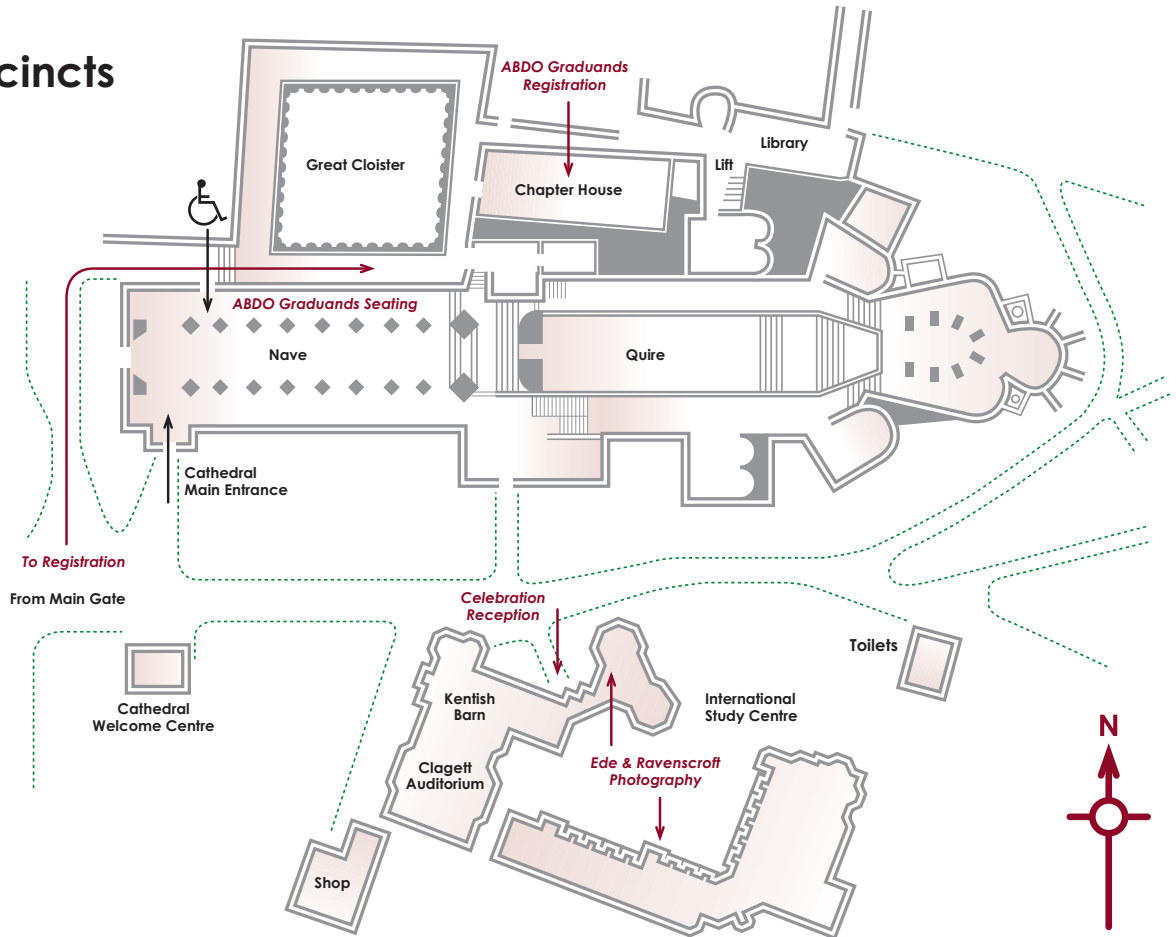 cincts
ABDO Graduands
Registration
Great Cloister
Chapter House
Lift
Library
ABDO Graduands Seating
Nave
Quire
Cathedral
Main Entrance
To Registration
From Main Gate
Celebration
Reception
Toilets
Cathedral
Welcome Centre
Kentish
Barn
International
Study Centre
Clagett
Auditorium
Ede & Ravenscroft
Photography
Shop
N